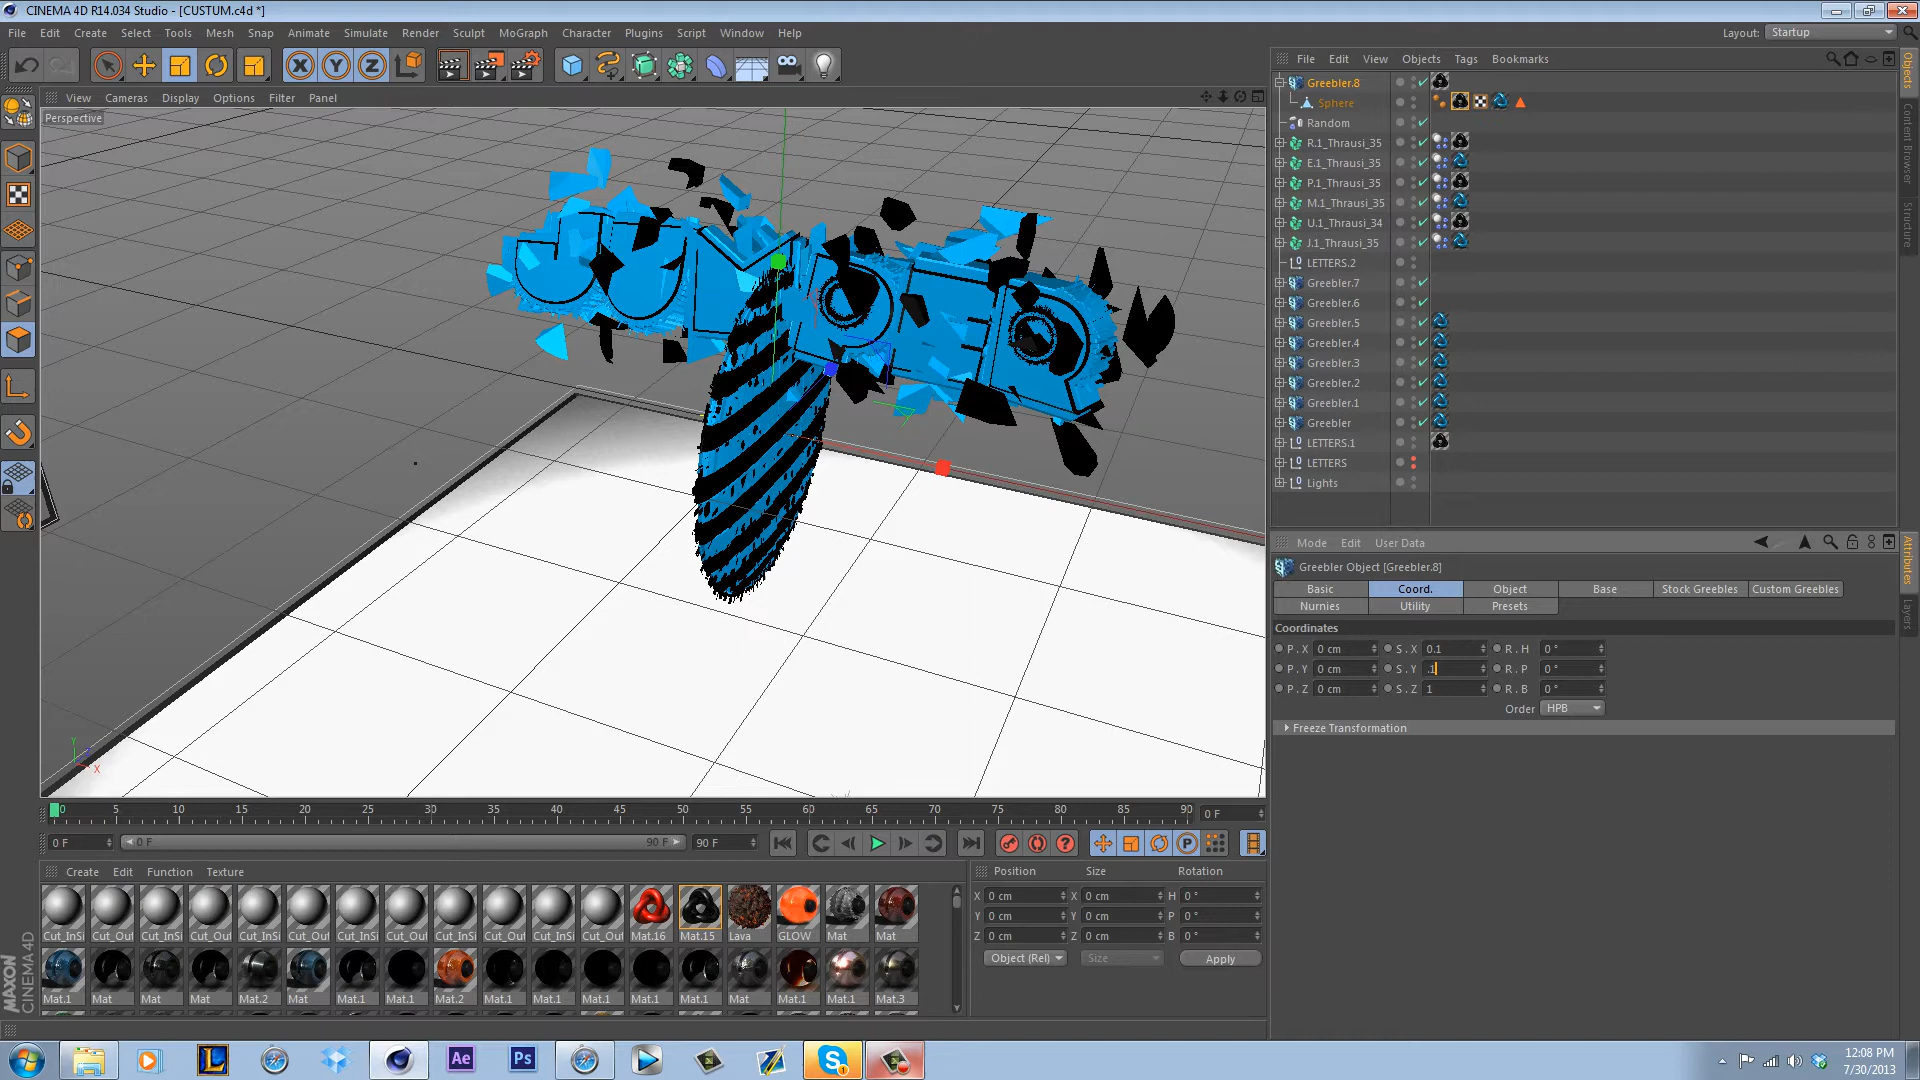 CINEMA 4D R14.034 Studio - [CUSTUM.c4d *]
File Edit Create Select Tools Mesh Snap Animate Simulate Render Sculpt MoGraph Character Plugins Script Window Help
Layout: Startup
X Y Z
File Edit View Objects Tags Bookmarks
View Cameras Display Options Filter Panel
Perspective
Greebler.8
Sphere
Random
R.1_Thrausi_35
E.1_Thrausi_35
P.1_Thrausi_35
M.1_Thrausi_35
U.1_Thrausi_34
J.1_Thrausi_35
LETTERS.2
Greebler.7
Greebler.6
Greebler.5
Greebler.4
Greebler.3
Greebler.2
Greebler.1
Greebler
LETTERS.1
LETTERS
Lights
Objects
Content Browser
Structure
Mode Edit User Data
Greebler Object [Greebler.8]
Basic Coord. Object Base Stock Greebles Custom Greebles
Nurnies Utility Presets
Coordinates
P . X 0 cm S . X 0.1 R . H 0 °
P . Y 0 cm S . Y .1 R . P 0 °
P . Z 0 cm S . Z 1 R . B 0 °
Order HPB
Freeze Transformation
Attributes
Layers
Y
Z
X
0 5 10 15 20 25 30 35 40 45 50 55 60 65 70 75 80 85 90 0 F
0 F 0 F 90 F 90 F
P
Create Edit Function Texture
Position Size Rotation
X 0 cm X 0 cm H 0 °
Y 0 cm Y 0 cm P 0 °
Z 0 cm Z 0 cm B 0 °
Object (Rel) Size Apply
Cut_InSi Cut_Out Cut_InSi Cut_Out Cut_InSi Cut_Out Cut_InSi Cut_Out Cut_InSi Cut_Out Cut_InSi Cut_Out Mat.16 Mat.15 Lava GLOW Mat Mat
Mat.1 Mat Mat Mat Mat.2 Mat Mat.1 Mat.1 Mat.2 Mat.1 Mat.1 Mat.1 Mat.1 Mat.1 Mat Mat.1 Mat.1 Mat.3
MAXON
CINEMA 4D
L Ae Ps S 1
12:08 PM
7/30/2013